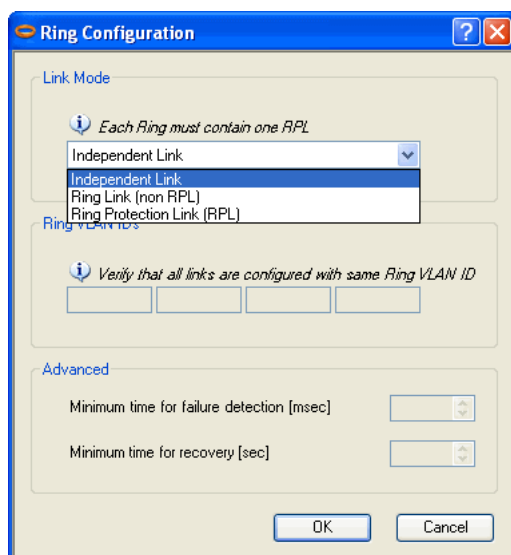 Ring Configuration
Link Mode
Each Ring must contain one RPL
Independent Link
Independent Link
Ring Link (non RPL)
Ring Protection Link (RPL)
Ring VLAN IDs
Verify that all links are configured with same Ring VLAN ID
Advanced
Minimum time for failure detection [msec]
Minimum time for recovery [sec]
OK Cancel